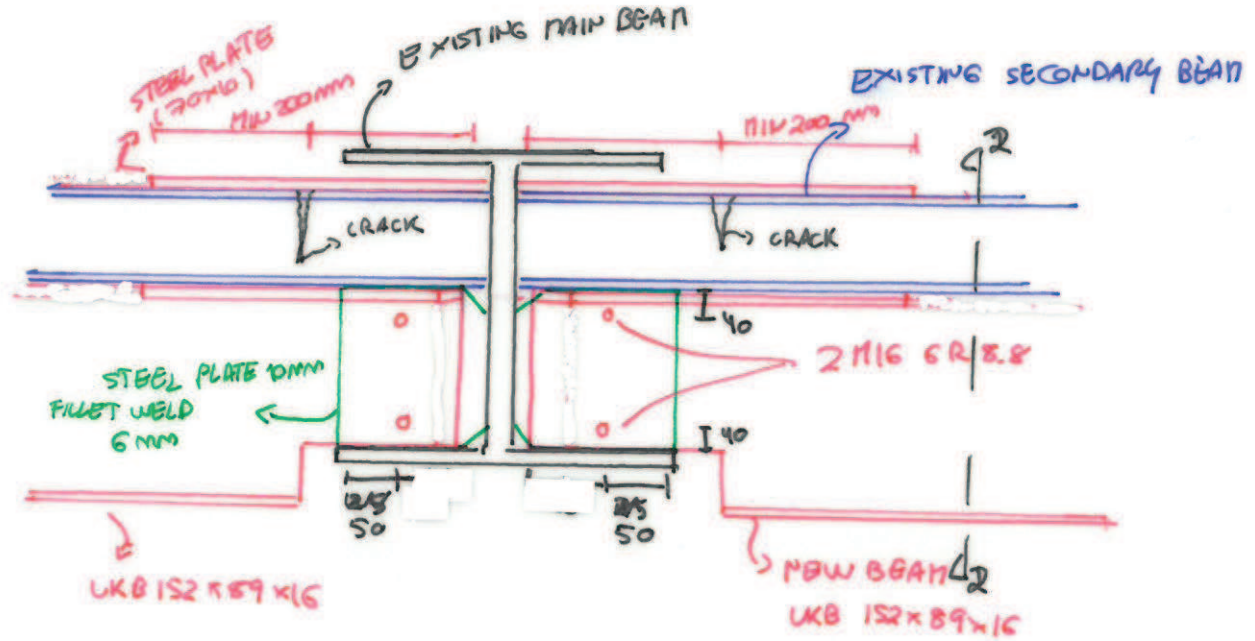 EXISTING MAIN BEAM
STEEL PLATE
(70x10)
MIN 200mm
EXISTING SECONDARY BEAM
MIN 200 mm
2
CRACK
CRACK
40
2 M16 GR 8.8
STEEL PLATE 10MM
FILLET WELD
6 MM
40
50
50
UKB 152 x 89 x 16
NEW BEAM
2
UKB 152 x 89 x 16